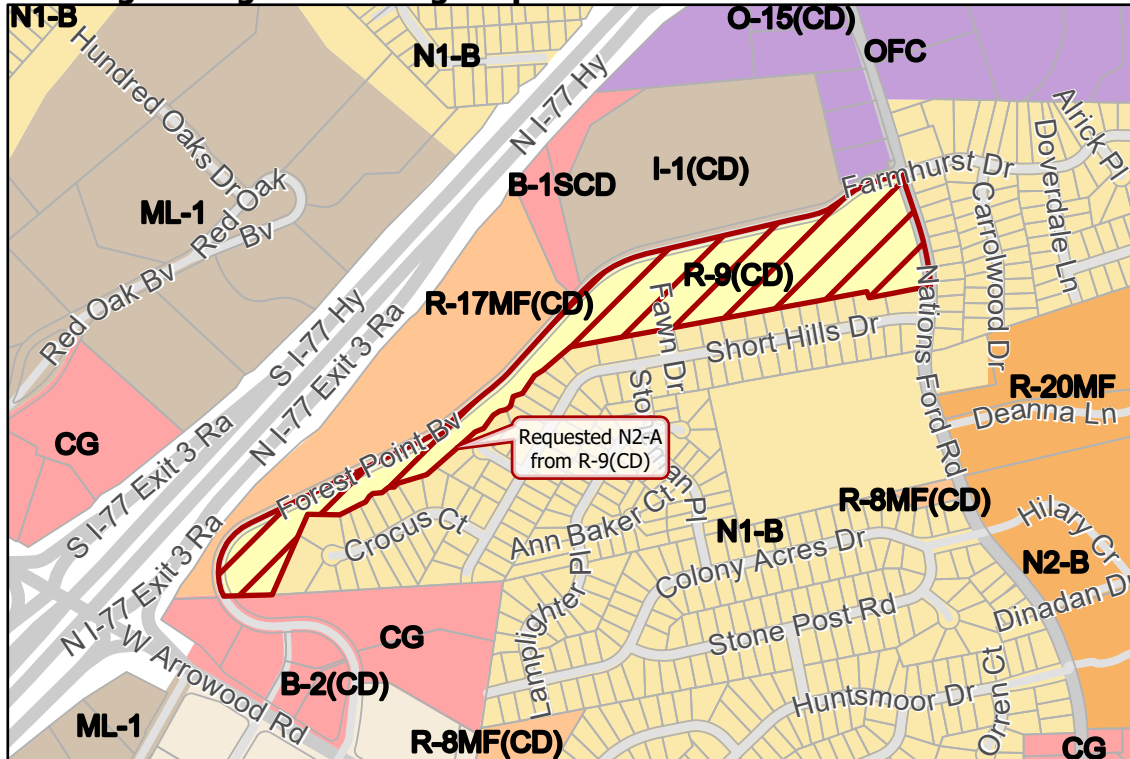 N1-B
O-15(CD)
OFC
N1-B
Hundred Oaks Dr
N I-77 Hy
Alrick Pl
Doverdale Ln
Farmhurst Dr
I-1(CD)
B-1SCD
Carrolwood Dr
ML-1
Red Oak
Bv
Red Oak Bv
R-9(CD)
R-17MF(CD)
Nations Ford Rd
S I-77 Hy
N I-77 Exit 3 Ra
Fawn Dr
Short Hills Dr
R-20MF
Deanna Ln
CG
Forest Point Bv
Requested N2-A
from R-9(CD)
S I-77 Exit 3 Ra
R-8MF(CD)
Crocus Ct
Ann Baker Ct
N1-B
Hilary Cr
Colony Acres Dr
N2-B
N I-77 Exit 3 Ra
Lamplighter Pl
Dinadan Dr
Stone Post Rd
CG
W Arrowood Rd
B-2(CD)
Huntsmoor Dr
Orren Ct
ML-1
R-8MF(CD)
CG